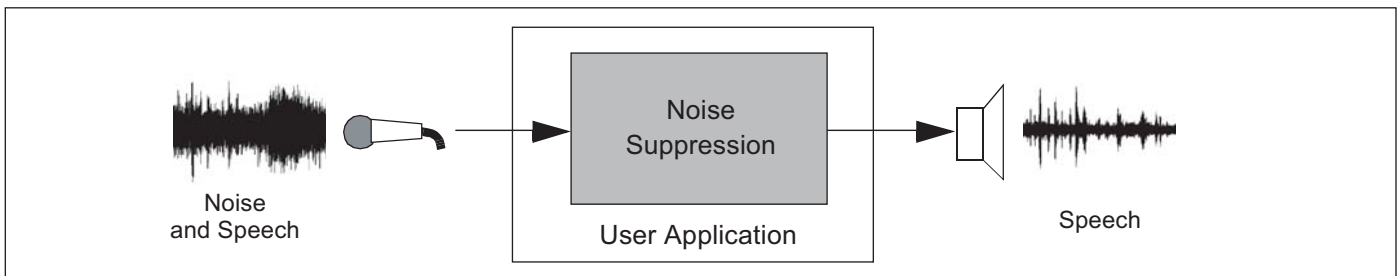 Noise
and Speech
Noise
Suppression
User Application
Speech